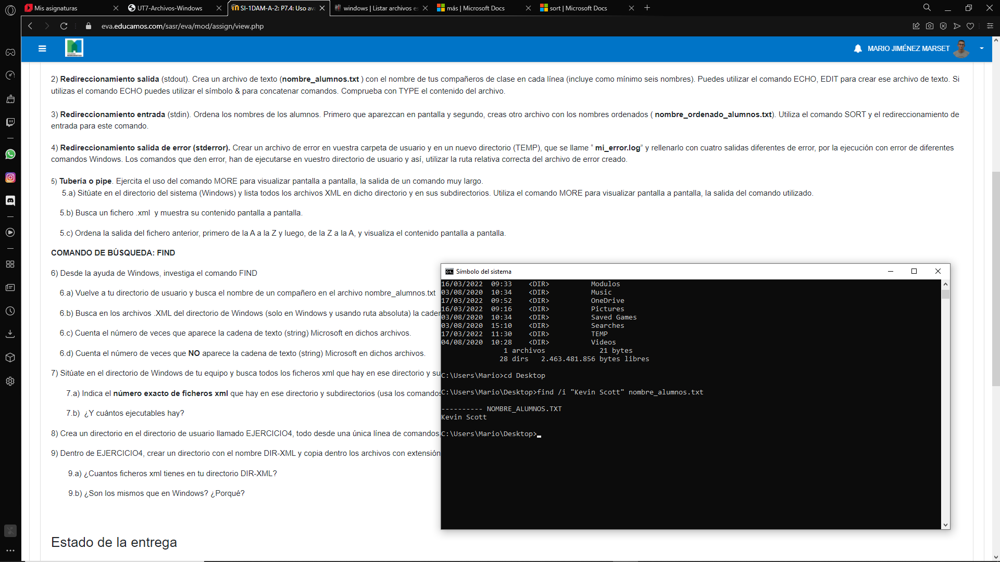 Mis asignaturas
UT7-Archivos-Windows
SI-1DAM-A-2: P7.4: Uso av
windows | Listar archivos es
más | Microsoft Docs
sort | Microsoft Docs
eva.educamos.com/sasr/eva/mod/assign/view.php
MARIO JIMÉNEZ MARSET
2) Redireccionamiento salida (stdout). Crea un archivo de texto (nombre_alumnos.txt ) con el nombre de tus compañeros de clase en cada línea (incluye como mínimo seis nombres). Puedes utilizar el comando ECHO, EDIT para crear ese archivo de texto. Si
utilizas el comando ECHO puedes utilizar el símbolo & para concatenar comandos. Comprueba con TYPE el contenido del archivo.
3) Redireccionamiento entrada (stdin). Ordena los nombres de los alumnos. Primero que aparezcan en pantalla y segundo, creas otro archivo con los nombres ordenados ( nombre_ordenado_alumnos.txt). Utiliza el comando SORT y el redireccionamiento de
entrada para este comando.
4) Redireccionamiento salida de error (stderror). Crear un archivo de error en vuestra carpeta de usuario y en un nuevo directorio (TEMP), que se llame “ mi_error.log” y rellenarlo con cuatro salidas diferentes de error, por la ejecución con error de diferentes
comandos Windows. Los comandos que den error, han de ejecutarse en vuestro directorio de usuario y así, utilizar la ruta relativa correcta del archivo de error creado.
5) Tubería o pipe. Ejercita el uso del comando MORE para visualizar pantalla a pantalla, la salida de un comando muy largo.
5.a) Sitúate en el directorio del sistema (Windows) y lista todos los archivos XML en dicho directorio y en sus subdirectorios. Utiliza el comando MORE para visualizar pantalla a pantalla, la salida del comando utilizado.
5.b) Busca un fichero .xml y muestra su contenido pantalla a pantalla.
5.c) Ordena la salida del fichero anterior, primero de la A a la Z y luego, de la Z a la A, y visualiza el contenido pantalla a pantalla.
COMANDO DE BÚSQUEDA: FIND
6) Desde la ayuda de Windows, investiga el comando FIND
6.a) Vuelve a tu directorio de usuario y busca el nombre de un compañero en el archivo nombre_alumnos.txt
6.b) Busca en los archivos .XML del directorio de Windows (solo en Windows y usando ruta absoluta) la cader
6.c) Cuenta el número de veces que aparece la cadena de texto (string) Microsoft en dichos archivos.
6.d) Cuenta el número de veces que NO aparece la cadena de texto (string) Microsoft en dichos archivos.
7) Sitúate en el directorio de Windows de tu equipo y busca todos los ficheros xml que hay en ese directorio y su
7.a) Indica el número exacto de ficheros xml que hay en ese directorio y subdirectorios (usa los comandos
7.b) ¿Y cuántos ejecutables hay?
8) Crea un directorio en el directorio de usuario llamado EJERCICIO4, todo desde una única línea de comandos,
9) Dentro de EJERCICIO4, crear un directorio con el nombre DIR-XML y copia dentro los archivos con extensión
9.a) ¿Cuantos ficheros xml tienes en tu directorio DIR-XML?
9.b) ¿Son los mismos que en Windows? ¿Porqué?
Estado de la entrega
Símbolo del sistema
16/03/2022 09:33 <DIR> Modulos
03/08/2020 10:34 <DIR> Music
17/03/2022 09:52 <DIR> OneDrive
16/03/2022 09:16 <DIR> Pictures
03/08/2020 10:34 <DIR> Saved Games
03/08/2020 15:10 <DIR> Searches
17/03/2022 11:30 <DIR> TEMP
04/08/2020 10:28 <DIR> Videos
1 archivos 21 bytes
28 dirs 2.463.481.856 bytes libres
C:\Users\Mario>cd Desktop
C:\Users\Mario\Desktop>find /i "Kevin Scott" nombre_alumnos.txt
---------- NOMBRE_ALUMNOS.TXT
Kevin Scott
C:\Users\Mario\Desktop>